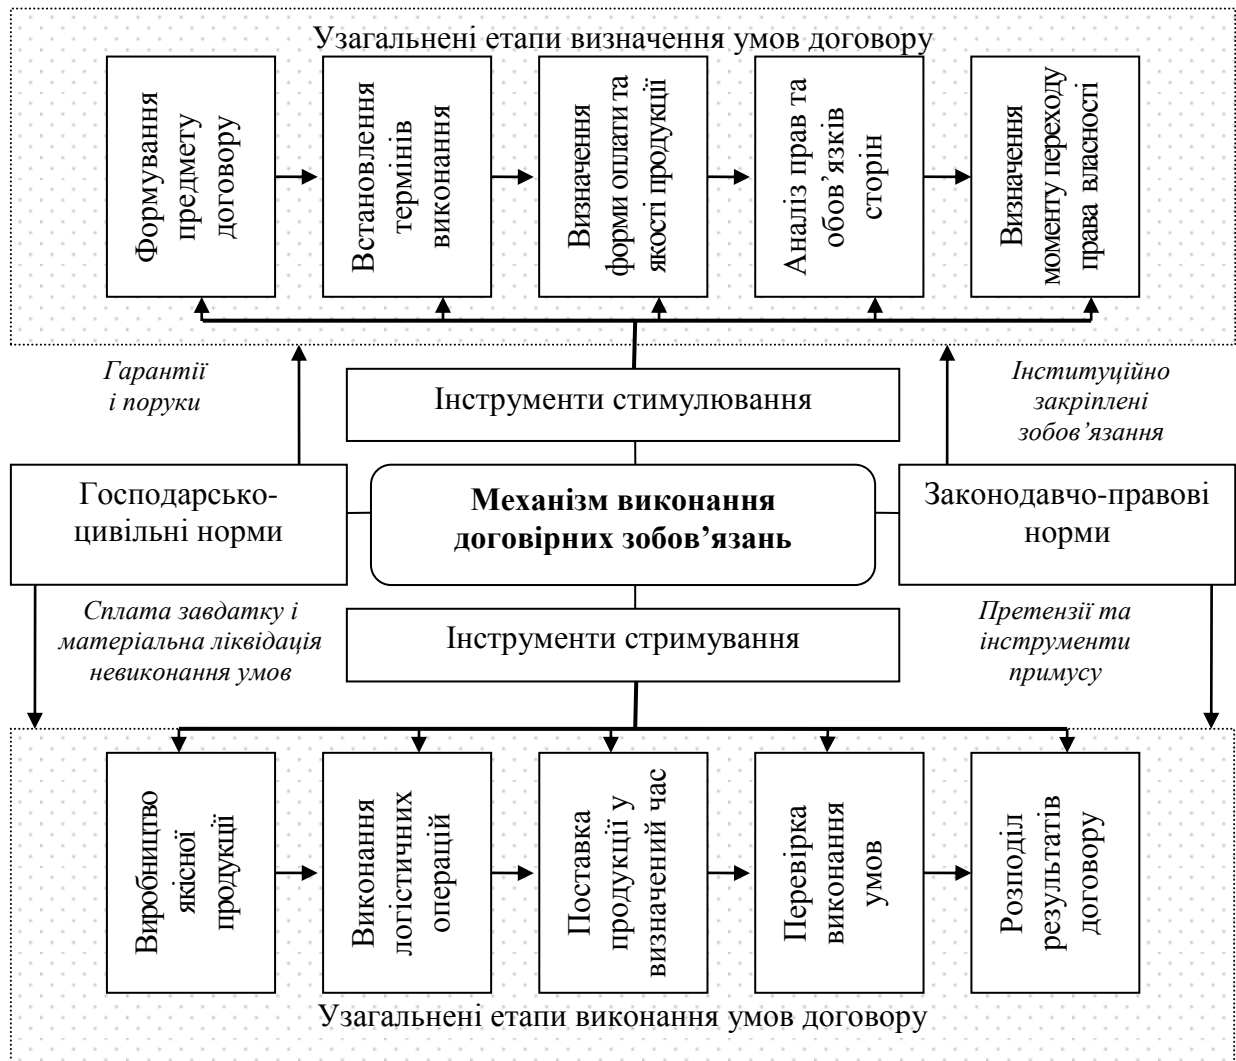 Узагальнені етапи визначення умов договору
Формування
предмету
договору
Встановлення
термінів
виконання
Визначення
форми оплати та
якості продукції
Аналіз прав та
обов’язків
сторін
Визначення
моменту переходу
права власності
Гарантії
і поруки
Інструменти стимулювання
Інституційно
закріплені
зобов’язання
Господарсько-
цивільні норми
Механізм виконання
договірних зобов’язань
Законодавчо-правові
норми
Сплата завдатку і
матеріальна ліквідація
невиконання умов
Інструменти стримування
Претензії та
інструменти
примусу
Виробництво
якісної
продукції
Виконання
логістичних
операцій
Поставка
продукції у
визначений час
Перевірка
виконання
умов
Розподіл
результатів
договору
Узагальнені етапи виконання умов договору